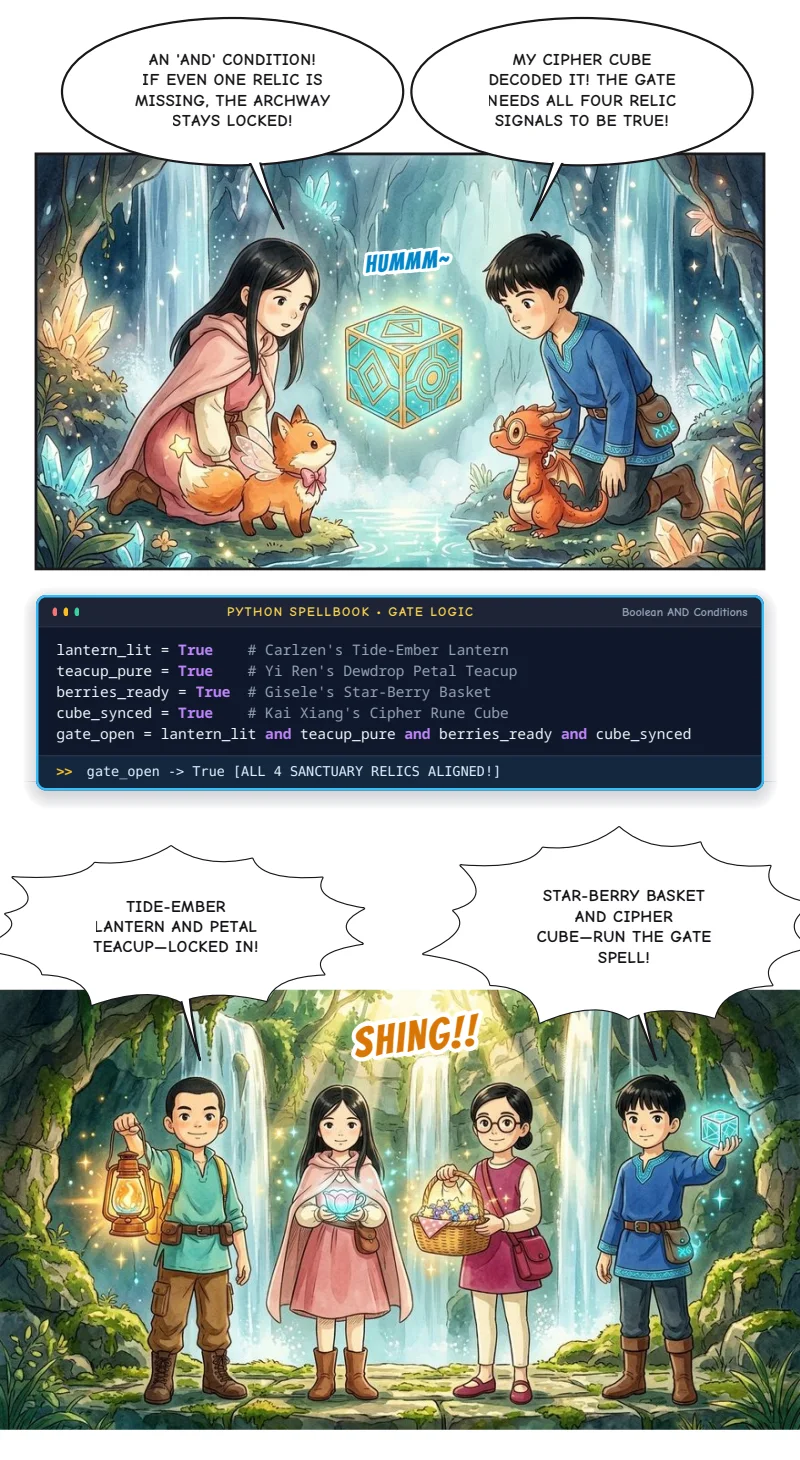 AN 'AND' CONDITION!
IF EVEN ONE RELIC IS
MISSING, THE ARCHWAY
STAYS LOCKED!
MY CIPHER CUBE
DECODED IT! THE GATE
NEEDS ALL FOUR RELIC
SIGNALS TO BE TRUE!
HUMMM~
PYTHON SPELLBOOK • GATE LOGIC
Boolean AND Conditions
lantern_lit = True    # Carlzen's Tide-Ember Lantern
teacup_pure = True    # Yi Ren's Dewdrop Petal Teacup
berries_ready = True  # Gisele's Star-Berry Basket
cube_synced = True    # Kai Xiang's Cipher Rune Cube
gate_open = lantern_lit and teacup_pure and berries_ready and cube_synced
>> gate_open -> True [ALL 4 SANCTUARY RELICS ALIGNED!]
TIDE-EMBER
LANTERN AND PETAL
TEACUP—LOCKED IN!
STAR-BERRY BASKET
AND CIPHER
CUBE—RUN THE GATE
SPELL!
SHING!!